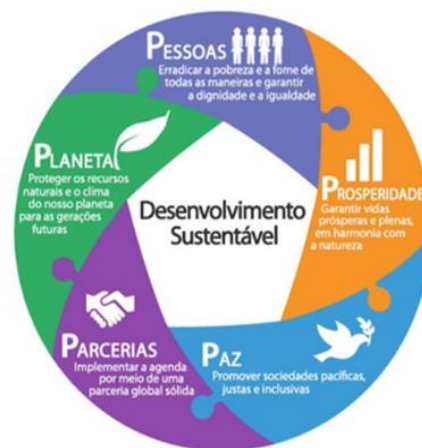 PESSOAS
Erradicar a pobreza e a fome de
todas as maneiras e garantir
a dignidade e a igualdade
PROSPERIDADE
Garantir vidas
prósperas e plenas,
em harmonia com
a natureza
PAZ
Promover sociedades pacíficas,
justas e inclusivas
PARCERIAS
Implementar a agenda
por meio de uma
parceria global sólida
PLANETA
Proteger os recursos
naturais e o clima
do nosso planeta
para as gerações
futuras
Desenvolvimento
Sustentável